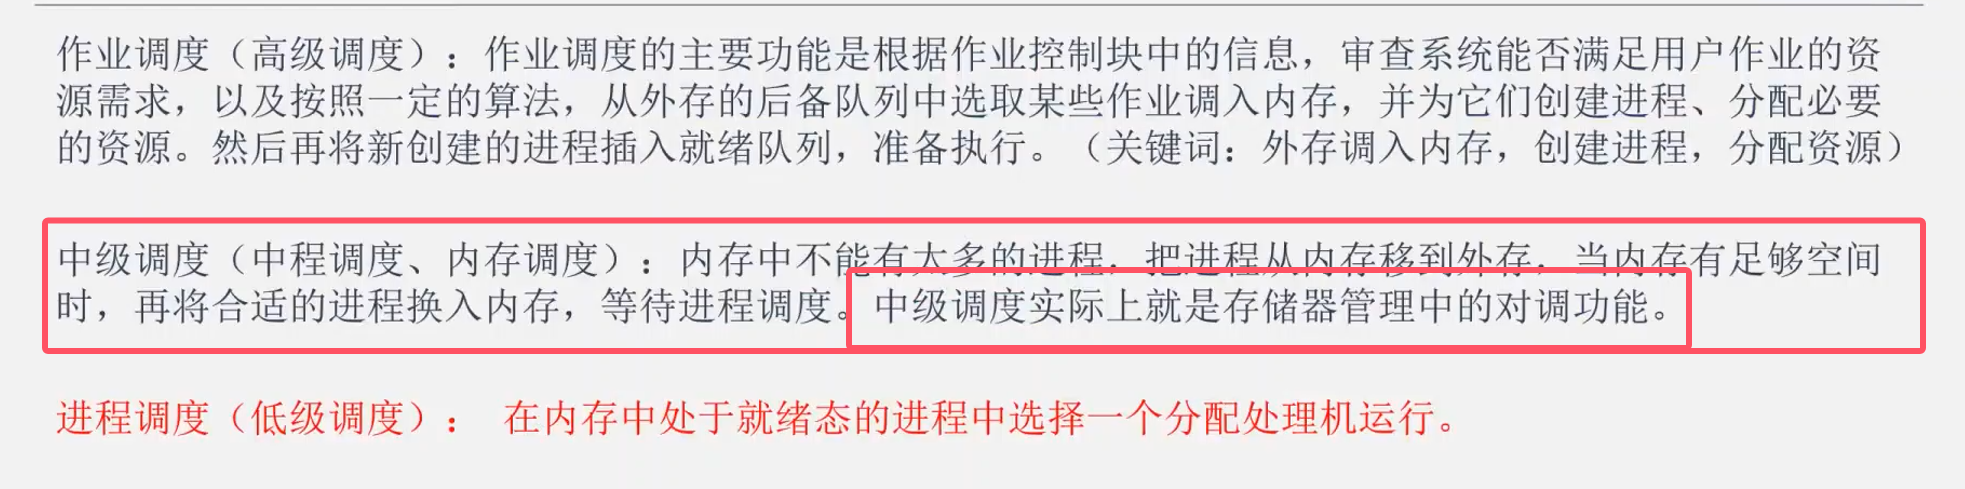 作业调度（高级调度）：作业调度的主要功能是根据作业控制块中的信息，审查系统能否满足用户作业的资
源需求，以及按照一定的算法，从外存的后备队列中选取某些作业调入内存，并为它们创建进程、分配必要
的资源。然后再将新创建的进程插入就绪队列，准备执行。（关键词：外存调入内存，创建进程，分配资源）
中级调度（中程调度、内存调度）：内存中不能有太多的进程，把进程从内存移到外存，当内存有足够空间
时，再将合适的进程换入内存，等待进程调度。中级调度实际上就是存储器管理中的对调功能。
进程调度（低级调度）： 在内存中处于就绪态的进程中选择一个分配处理机运行。